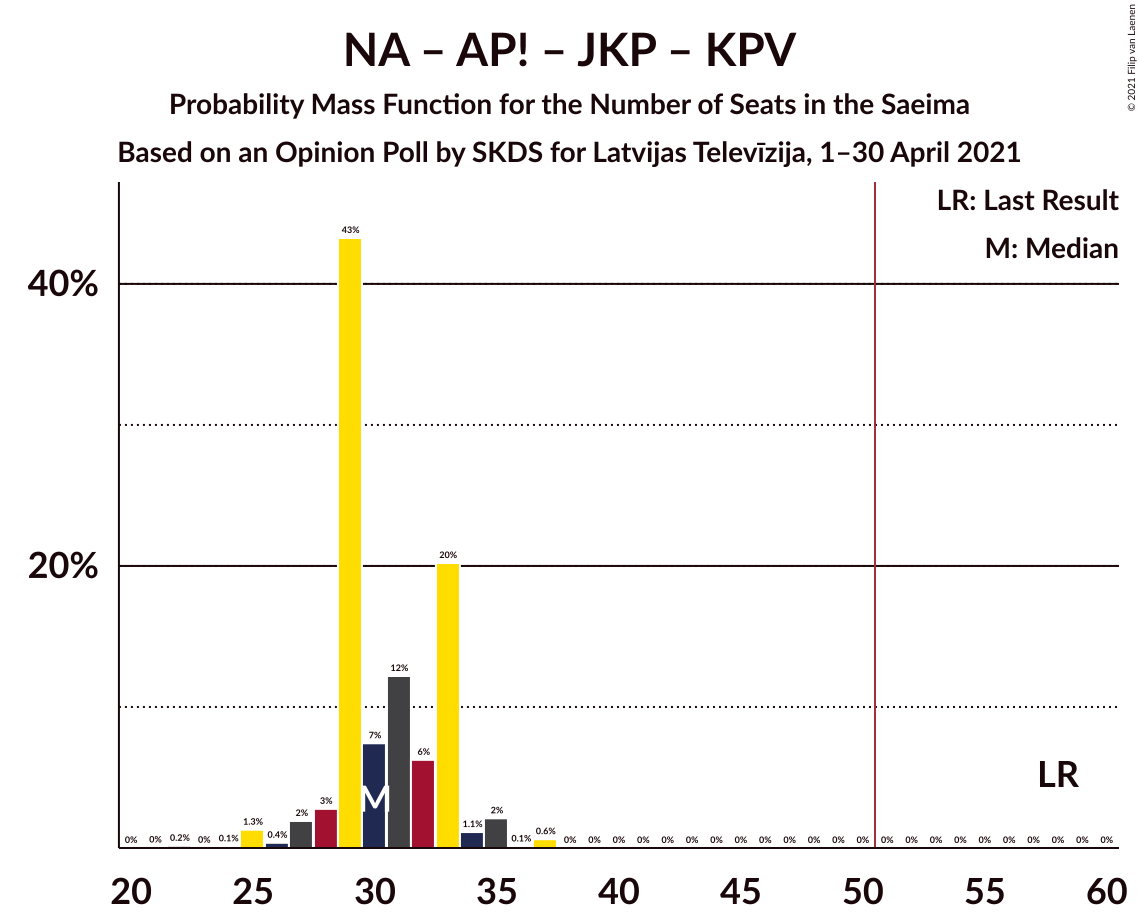 NA – AP! – JKP – KPV
Probability Mass Function for the Number of Seats in the Saeima
Based on an Opinion Poll by SKDS for Latvijas Televīzija, 1–30 April 2021
© 2021 Filip van Laenen
LR: Last Result
M: Median
40%
20%
0% 0% 0.2% 0% 0.1% 1.3% 0.4% 2% 3% 43% 7% 12% 6% 20% 1.1% 2% 0.1% 0.6% 0% 0% 0% 0% 0% 0% 0% 0% 0% 0% 0% 0% 0% 0% 0% 0% 0% 0% 0% 0% 0% 0% 0%
M
LR
20 25 30 35 40 45 50 55 60